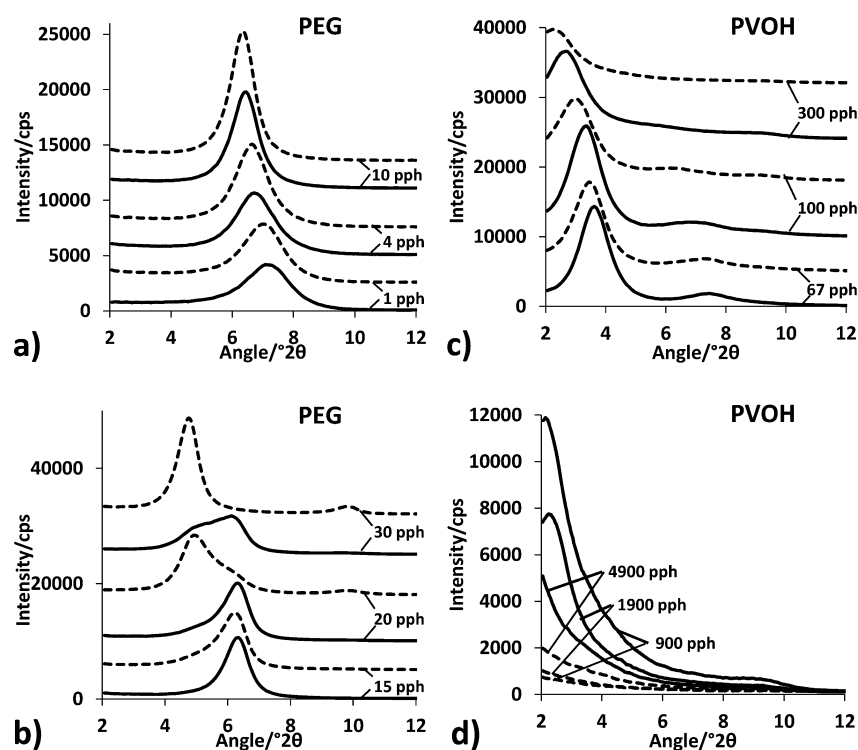 PEG
25000
20000
15000
10000
5000
0
Intensity/cps
10 pph
4 pph
1 pph
2 4 6 8 10 12
Angle/°2θ
a)
PVOH
40000
30000
20000
10000
0
Intensity/cps
300 pph
100 pph
67 pph
2 4 6 8 10 12
Angle/°2θ
c)
PEG
40000
20000
0
Intensity/cps
30 pph
20 pph
15 pph
2 4 6 8 10 12
Angle/°2θ
b)
PVOH
12000
10000
8000
6000
4000
2000
0
Intensity/cps
4900 pph
1900 pph
900 pph
2 4 6 8 10 12
Angle/°2θ
d)